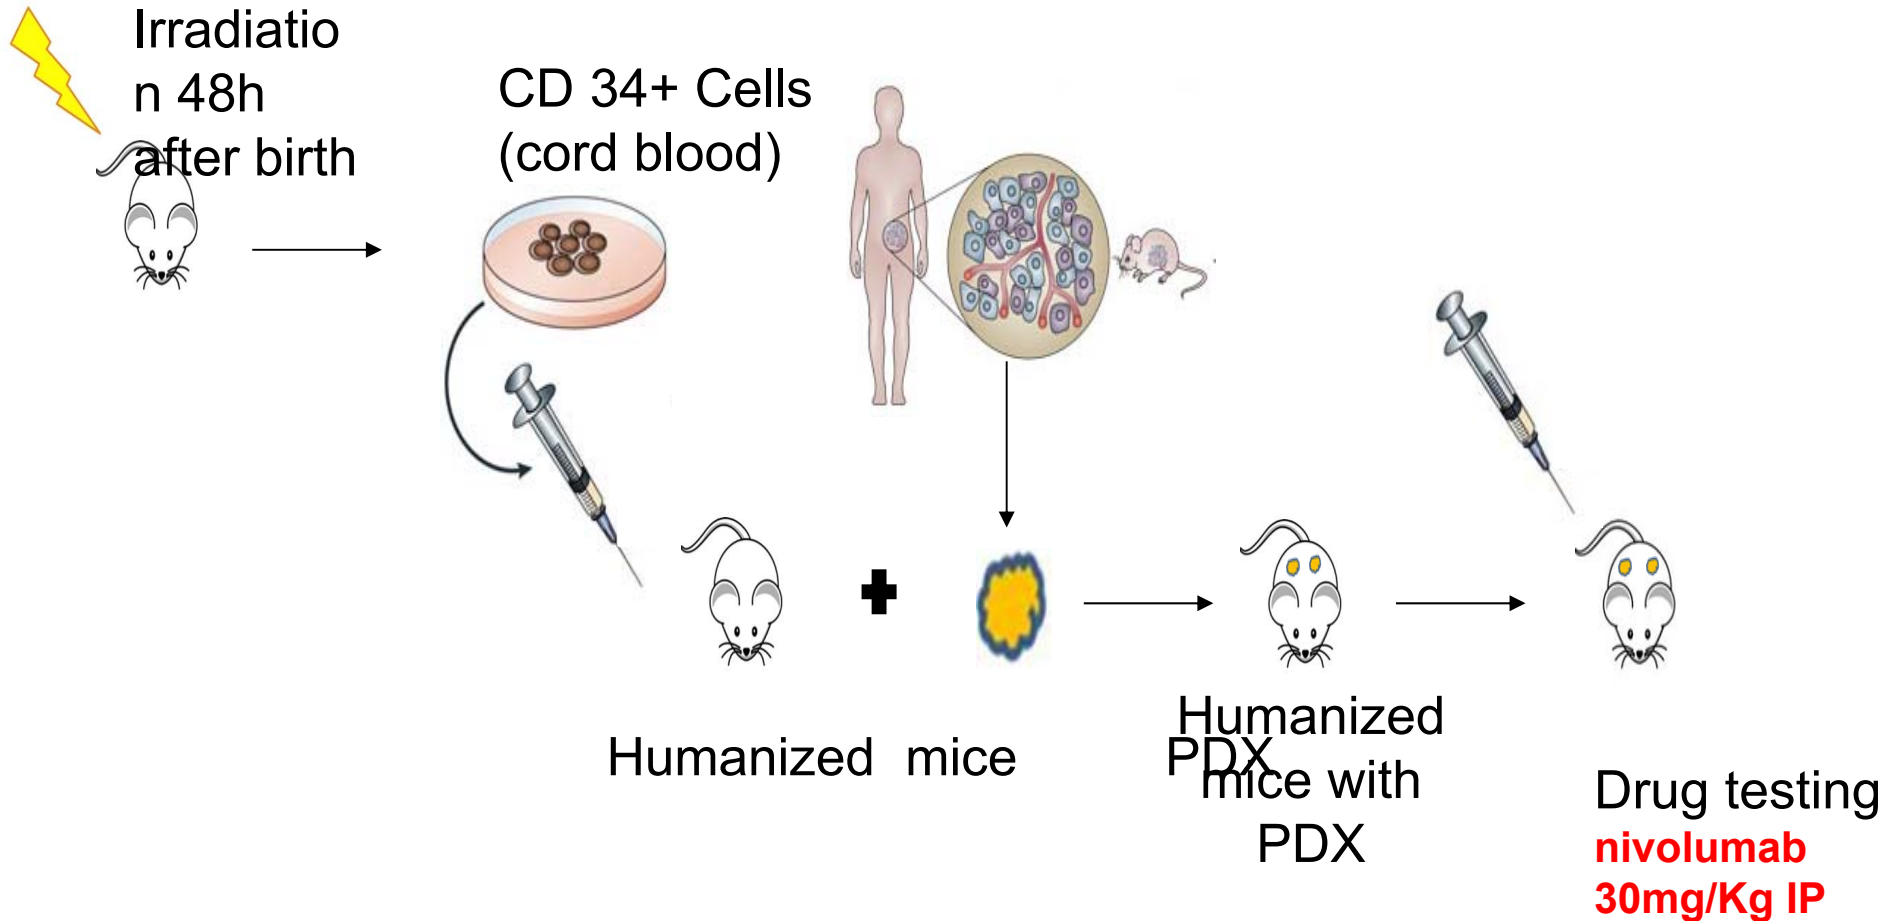 Irradiatio
n 48h
after birth
CD 34+ Cells
(cord blood)
Humanized mice
PDX
Humanized
mice with
PDX
Drug testing
nivolumab
30mg/Kg IP